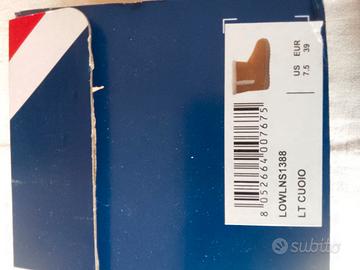 US EUR
7.5 39
8 052664 007675
LOWLNS1388
LT CUOIO
subito